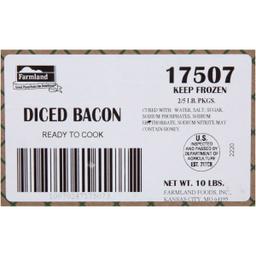 Farmland
17507
KEEP FROZEN
2/5 LB. PKGS.
DICED BACON
READY TO COOK
CURED WITH: WATER, SALT, SUGAR,
SODIUM PHOSPHATES, SODIUM
ERYTHORBATE, SODIUM NITRITE MAY
CONTAIN HONEY.
U.S.
INSPECTED
AND PASSED BY
DEPARTMENT OF
AGRICULTURE
2220
NET WT. 10 LBS.
FARMLAND FOODS, INC.
KANSAS CITY, MO 64195